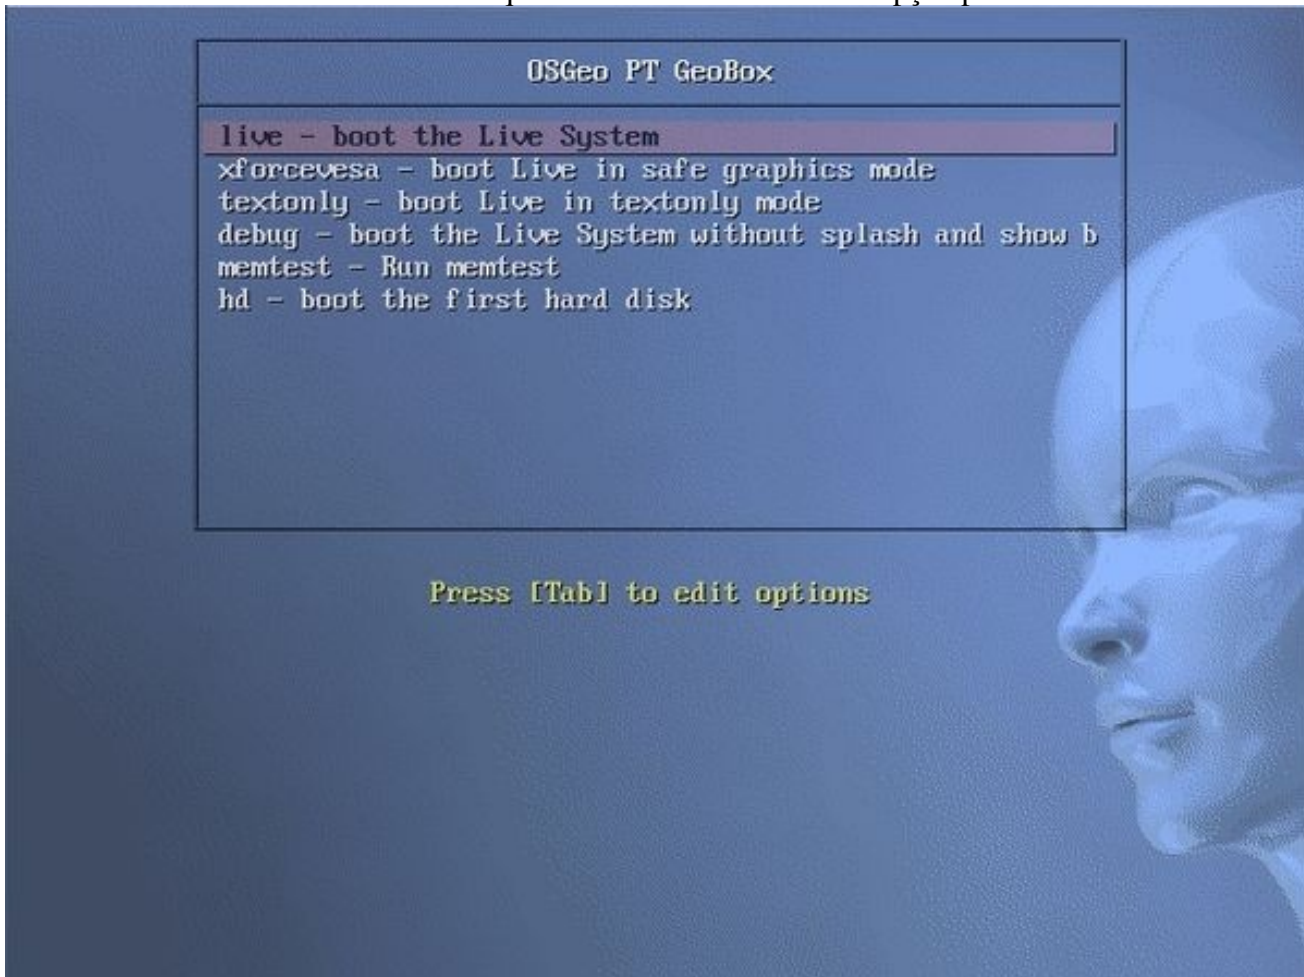 OSGeo PT GeoBox
live - boot the Live System
xforcevesa - boot Live in safe graphics mode
textonly - boot Live in textonly mode
debug - boot the Live System without splash and show b
memtest - Run memtest
hd - boot the first hard disk
Press [Tab] to edit options